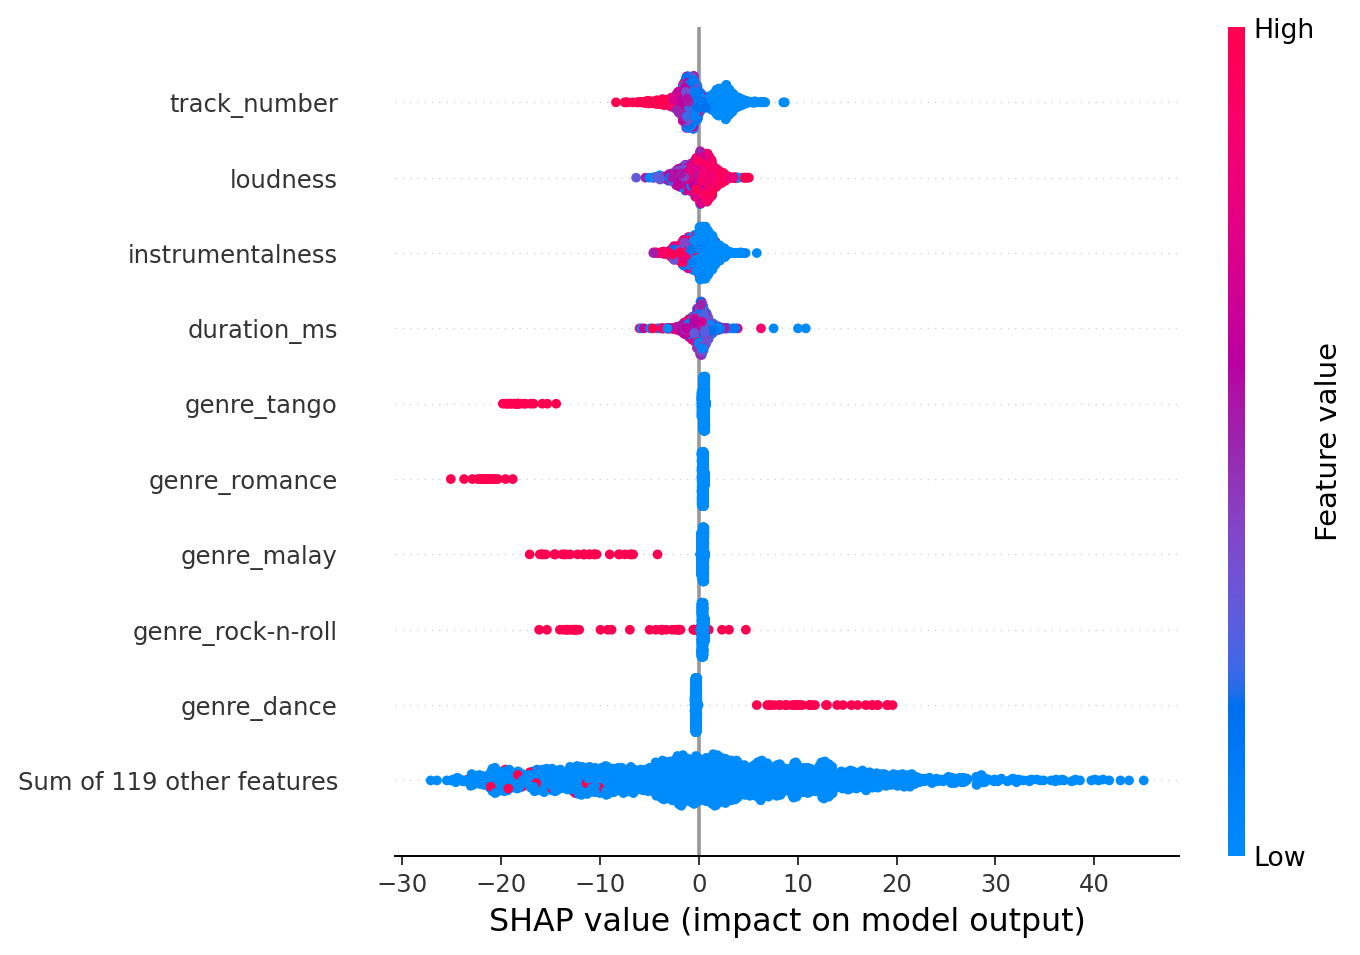 High
track_number
loudness
instrumentalness
duration_ms
genre_tango
genre_romance
genre_malay
genre_rock-n-roll
genre_dance
Sum of 119 other features
Feature value
Low
−30 −20 −10 0 10 20 30 40
SHAP value (impact on model output)